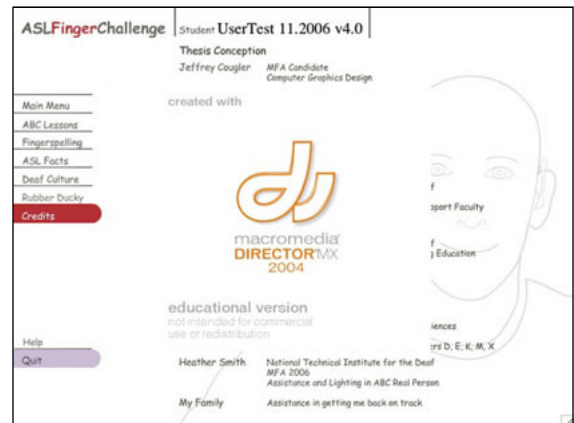 ASLFingerChallenge
Student UserTest 11.2006 v4.0
Thesis Conception
Jeffrey Cougler MFA Candidate
Computer Graphics Design
Main Menu
ABC Lessons
Fingerspelling
ASL Facts
Deaf Culture
Rubber Ducky
Credits
Help
Quit
created with
macromedia
DIRECTOR MX
2004
educational version
not intended for commercial
use or redistribution
f
pport Faculty
f
g Education
iences
ers D, E, K, M, X
Heather Smith National Technical Institute for the Deaf
MFA 2006
Assistance and Lighting in ABC Real Person
My Family Assistance in getting me back on track